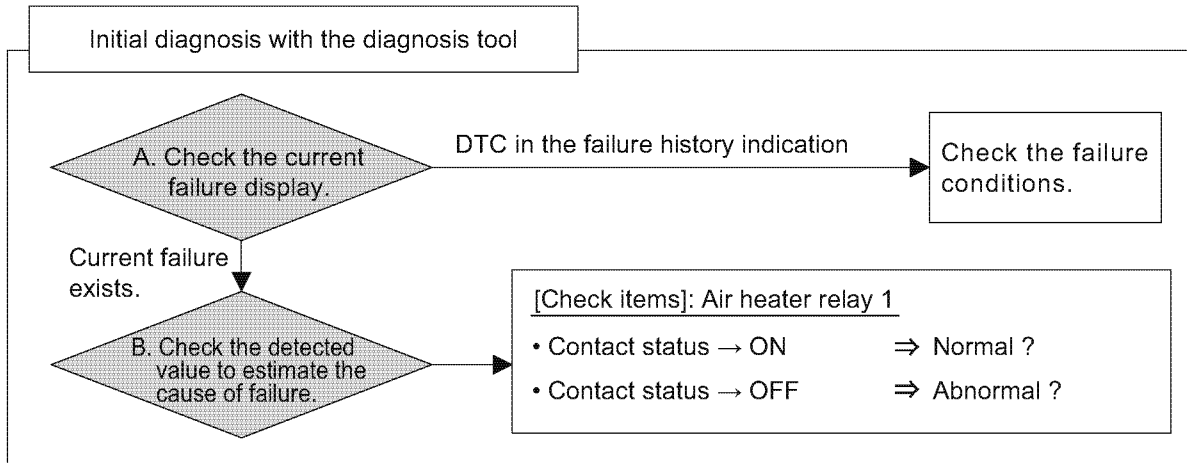 Initial diagnosis with the diagnosis tool
A. Check the current
failure display.
DTC in the failure history indication
Check the failure
conditions.
Current failure
exists.
B. Check the detected
value to estimate the
cause of failure.
[Check items]: Air heater relay 1
• Contact status → ON ⇒ Normal ?
• Contact status → OFF ⇒ Abnormal ?